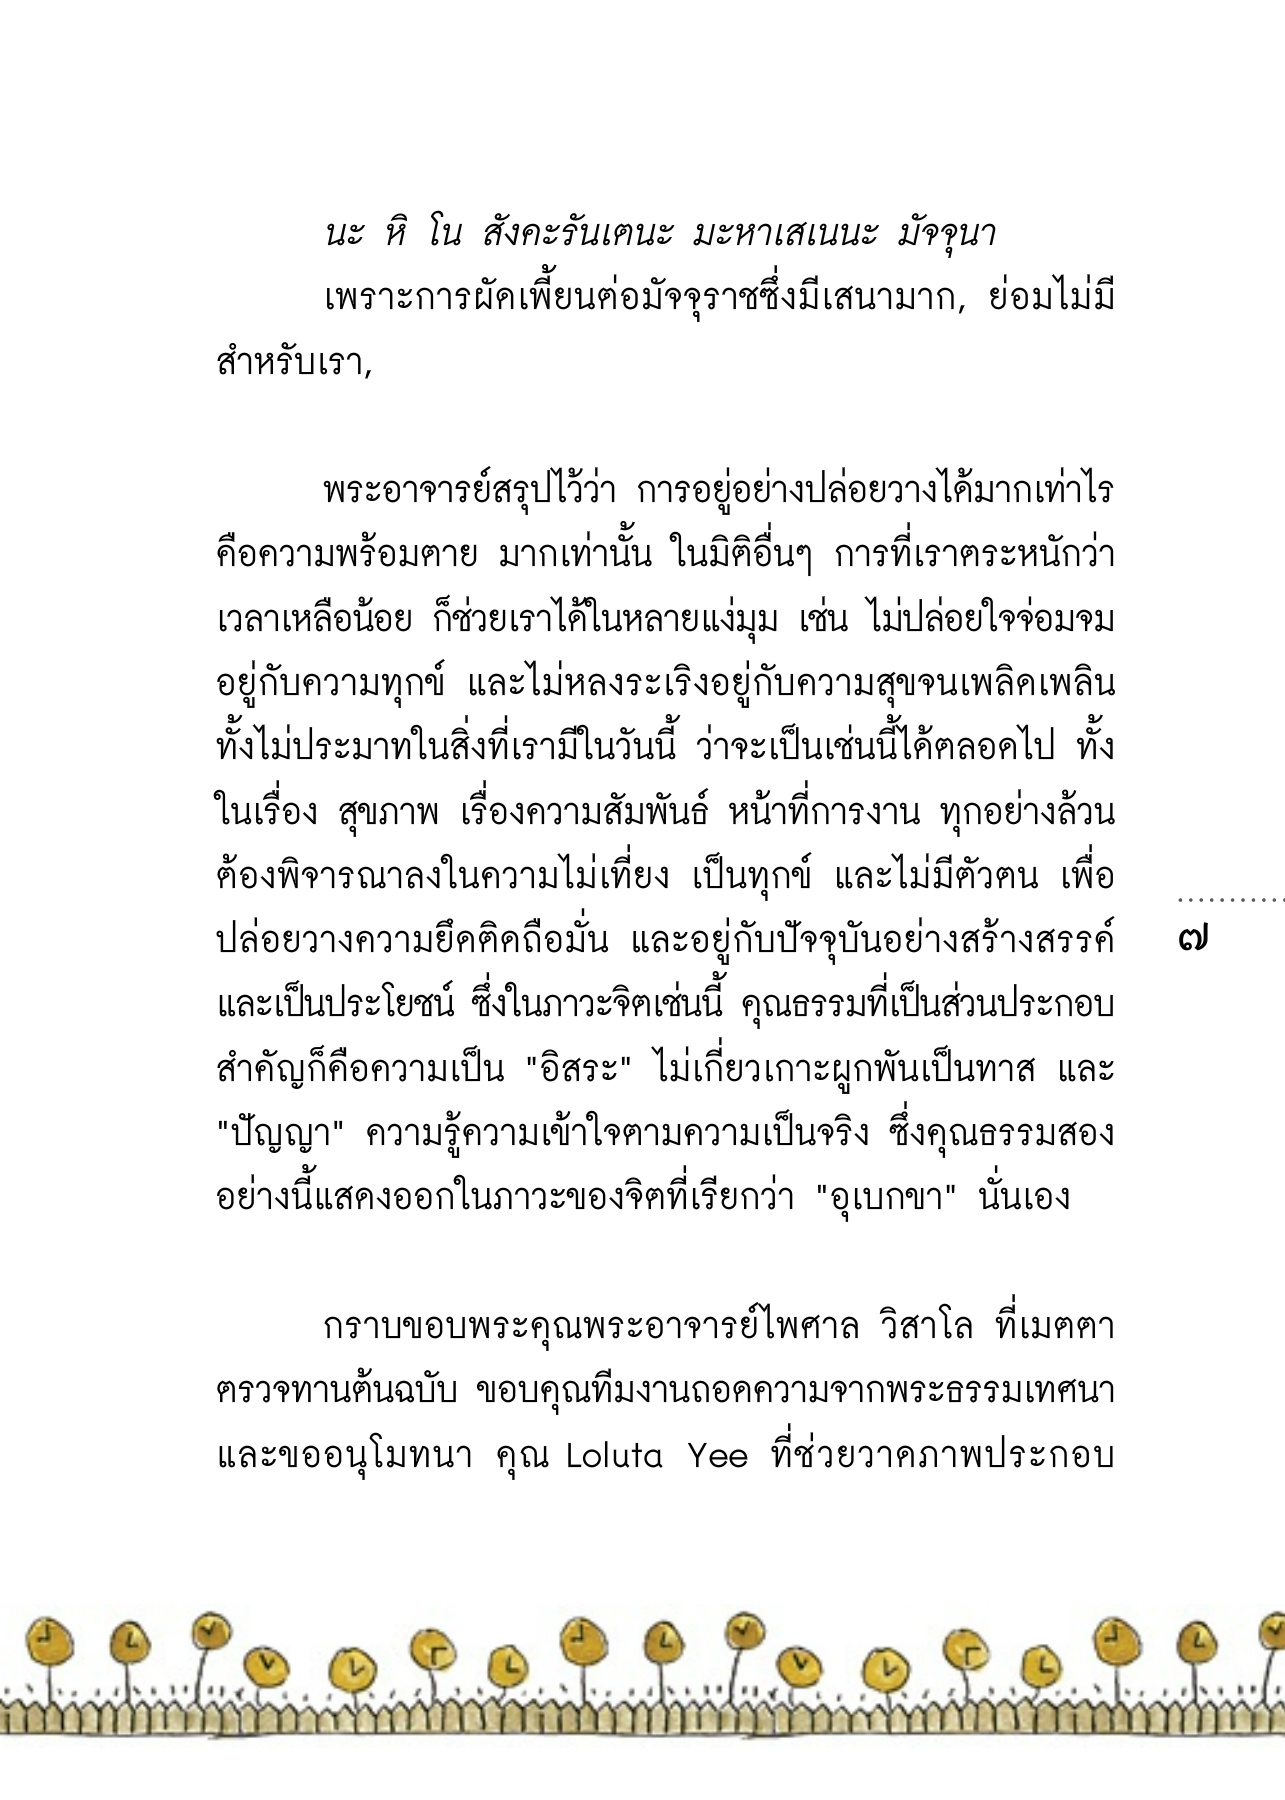 นะ หิ โน สังคะรันเตนะ มะหาเสเนนะ มัจจุนา
เพราะการผัดเพี้ยนต่อมัจจุราชซึ่งมีเสนามาก, ย่อมไม่มี
สำหรับเรา,
พระอาจารย์สรุปไว้ว่า การอยู่อย่างปล่อยวางได้มากเท่าไร
คือความพร้อมตาย มากเท่านั้น ในมิติอื่นๆ การที่เราตระหนักว่า
เวลาเหลือน้อย ก็ช่วยเราได้ในหลายแง่มุม เช่น ไม่ปล่อยใจจ่อมจม
อยู่กับความทุกข์ และไม่หลงระเริงอยู่กับความสุขจนเพลิดเพลิน
ทั้งไม่ประมาทในสิ่งที่เรามีในวันนี้ ว่าจะเป็นเช่นนี้ได้ตลอดไป ทั้ง
ในเรื่อง สุขภาพ เรื่องความสัมพันธ์ หน้าที่การงาน ทุกอย่างล้วน
ต้องพิจารณาลงในความไม่เที่ยง เป็นทุกข์ และไม่มีตัวตน เพื่อ
ปล่อยวางความยึดติดถือมั่น และอยู่กับปัจจุบันอย่างสร้างสรรค์
และเป็นประโยชน์ ซึ่งในภาวะจิตเช่นนี้ คุณธรรมที่เป็นส่วนประกอบ
สำคัญก็คือความเป็น "อิสระ" ไม่เกี่ยวเกาะผูกพันเป็นทาส และ
"ปัญญา" ความรู้ความเข้าใจตามความเป็นจริง ซึ่งคุณธรรมสอง
อย่างนี้แสดงออกในภาวะของจิตที่เรียกว่า "อุเบกขา" นั่นเอง
กราบขอบพระคุณพระอาจารย์ไพศาล วิสาโล ที่เมตตา
ตรวจทานต้นฉบับ ขอบคุณทีมงานถอดความจากพระธรรมเทศนา
และขออนุโมทนา คุณ Loluta Yee ที่ช่วยวาดภาพประกอบ
๗